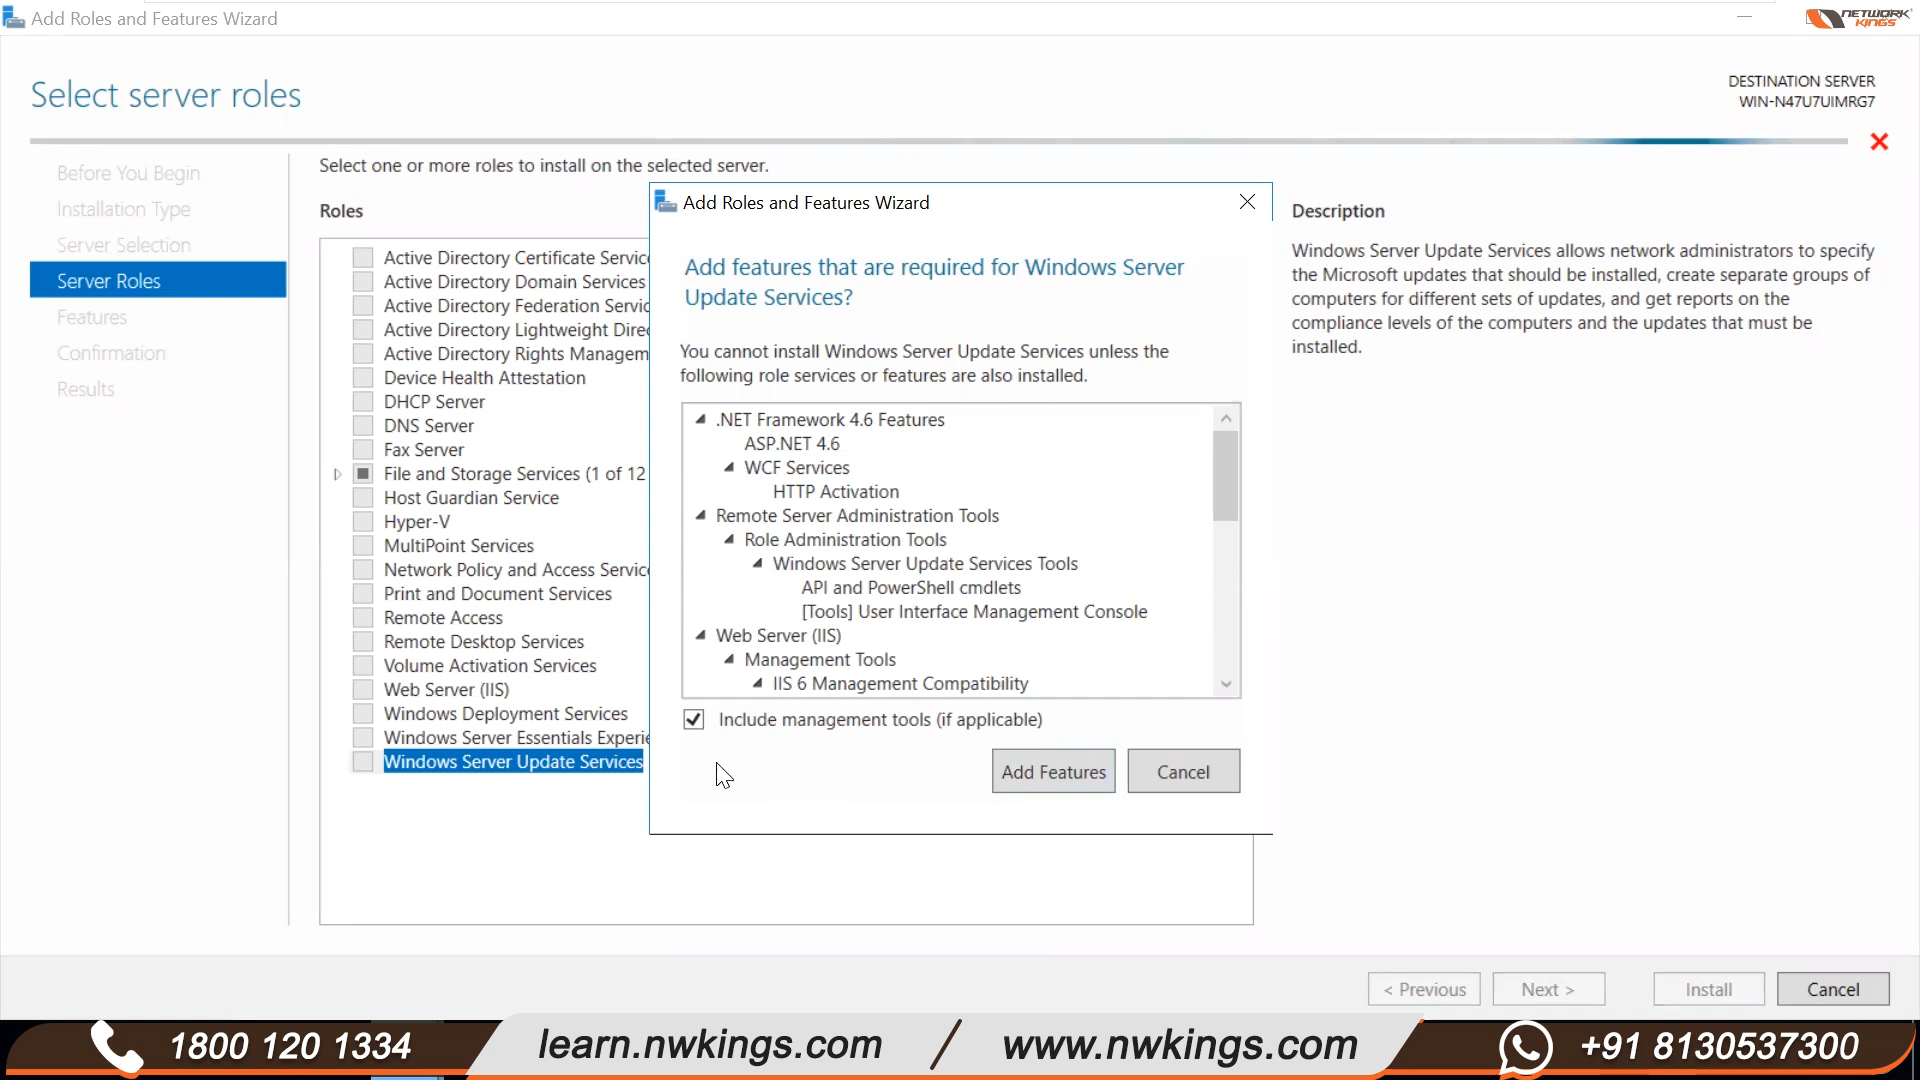 Add Roles and Features Wizard
NETWORK
KINGS
Select server roles
DESTINATION SERVER
WIN-N47U7UIMRG7
Before You Begin
Installation Type
Server Selection
Server Roles
Features
Confirmation
Results
Select one or more roles to install on the selected server.
Roles
Active Directory Certificate Servic
Active Directory Domain Services
Active Directory Federation Servic
Active Directory Lightweight Direc
Active Directory Rights Managem
Device Health Attestation
DHCP Server
DNS Server
Fax Server
File and Storage Services (1 of 12
Host Guardian Service
Hyper-V
MultiPoint Services
Network Policy and Access Servic
Print and Document Services
Remote Access
Remote Desktop Services
Volume Activation Services
Web Server (IIS)
Windows Deployment Services
Windows Server Essentials Experie
Windows Server Update Services
Add Roles and Features Wizard
Add features that are required for Windows Server
Update Services?
You cannot install Windows Server Update Services unless the
following role services or features are also installed.
.NET Framework 4.6 Features
ASP.NET 4.6
WCF Services
HTTP Activation
Remote Server Administration Tools
Role Administration Tools
Windows Server Update Services Tools
API and PowerShell cmdlets
[Tools] User Interface Management Console
Web Server (IIS)
Management Tools
IIS 6 Management Compatibility
Include management tools (if applicable)
Add Features
Cancel
Description
Windows Server Update Services allows network administrators to specify
the Microsoft updates that should be installed, create separate groups of
computers for different sets of updates, and get reports on the
compliance levels of the computers and the updates that must be
installed.
< Previous
Next >
Install
Cancel
1800 120 1334
learn.nwkings.com / www.nwkings.com
+91 8130537300